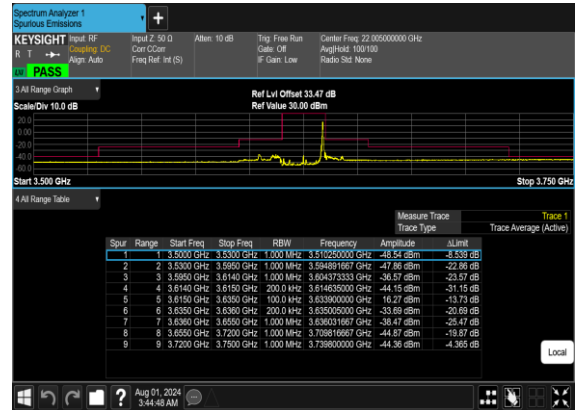 Spectrum Analyzer 1
Spurious Emissions
KEYSIGHT Input: RF Input Z: 50 Ω Atten: 10 dB Trig: Free Run Center Freq: 22.005000000 GHz
R T Coupling: DC Corr CCorr Gate: Off Avg|Hold: 100/100
Align: Auto Freq Ref: Int (S) IF Gain: Low Radio Std: None
PASS
3 All Range Graph Ref Lvl Offset 33.47 dB
Scale/Div 10.0 dB Ref Value 30.00 dBm
20.0
0.00
-20.0
-40.0
-60.0
Start 3.500 GHz Stop 3.750 GHz
4 All Range Table
Measure Trace Trace 1
Trace Type Trace Average (Active)
Spur Range Start Freq Stop Freq RBW Frequency Amplitude ΔLimit
1 1 3.5000 GHz 3.5300 GHz 1.000 MHz 3.510250000 GHz -48.54 dBm -8.539 dB
2 2 3.5300 GHz 3.5950 GHz 1.000 MHz 3.594891667 GHz -47.86 dBm -22.86 dB
3 3 3.5950 GHz 3.6140 GHz 1.000 MHz 3.604373333 GHz -36.57 dBm -23.57 dB
4 4 3.6140 GHz 3.6150 GHz 200.0 kHz 3.614635000 GHz -44.15 dBm -31.15 dB
5 5 3.6150 GHz 3.6350 GHz 100.0 kHz 3.633900000 GHz 16.27 dBm -13.73 dB
6 6 3.6350 GHz 3.6360 GHz 200.0 kHz 3.635005000 GHz -33.69 dBm -20.69 dB
7 7 3.6360 GHz 3.6550 GHz 1.000 MHz 3.636031667 GHz -38.47 dBm -25.47 dB
8 8 3.6550 GHz 3.7200 GHz 1.000 MHz 3.709816667 GHz -44.87 dBm -19.87 dB
9 9 3.7200 GHz 3.7500 GHz 1.000 MHz 3.739800000 GHz -44.36 dBm -4.365 dB
Local
Aug 01, 2024
3:44:48 AM